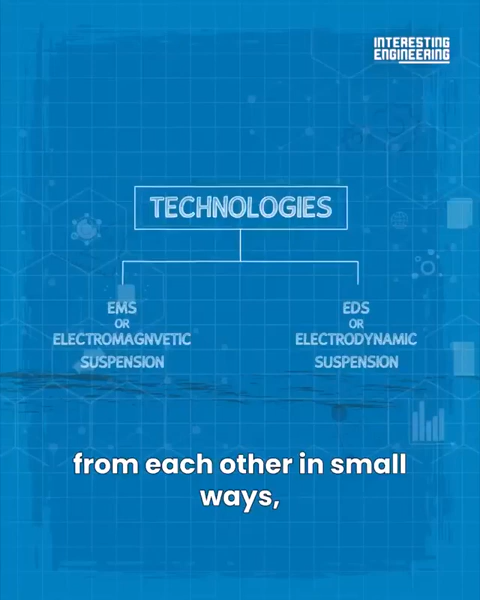 INTERESTING
ENGINEERING
TECHNOLOGIES
EMS
OR
ELECTROMAGNVETIC
SUSPENSION
EDS
OR
ELECTRODYNAMIC
SUSPENSION
from each other in small
ways,